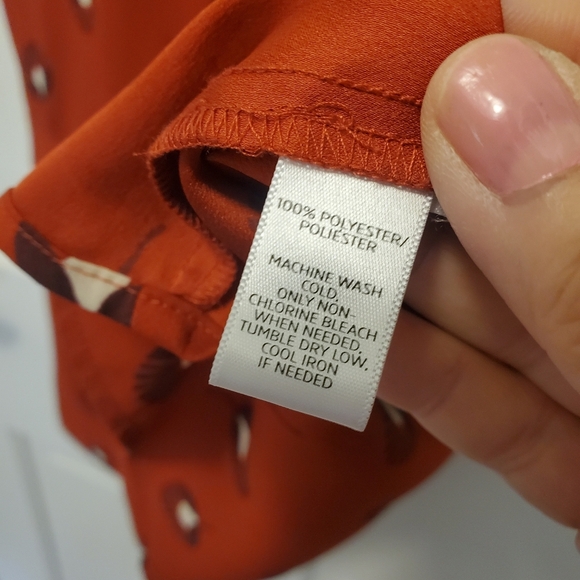 100% POLYESTER/
POLIESTER
MACHINE WASH
COLD,
ONLY NON-
CHLORINE BLEACH
WHEN NEEDED,
TUMBLE DRY LOW,
COOL IRON
IF NEEDED